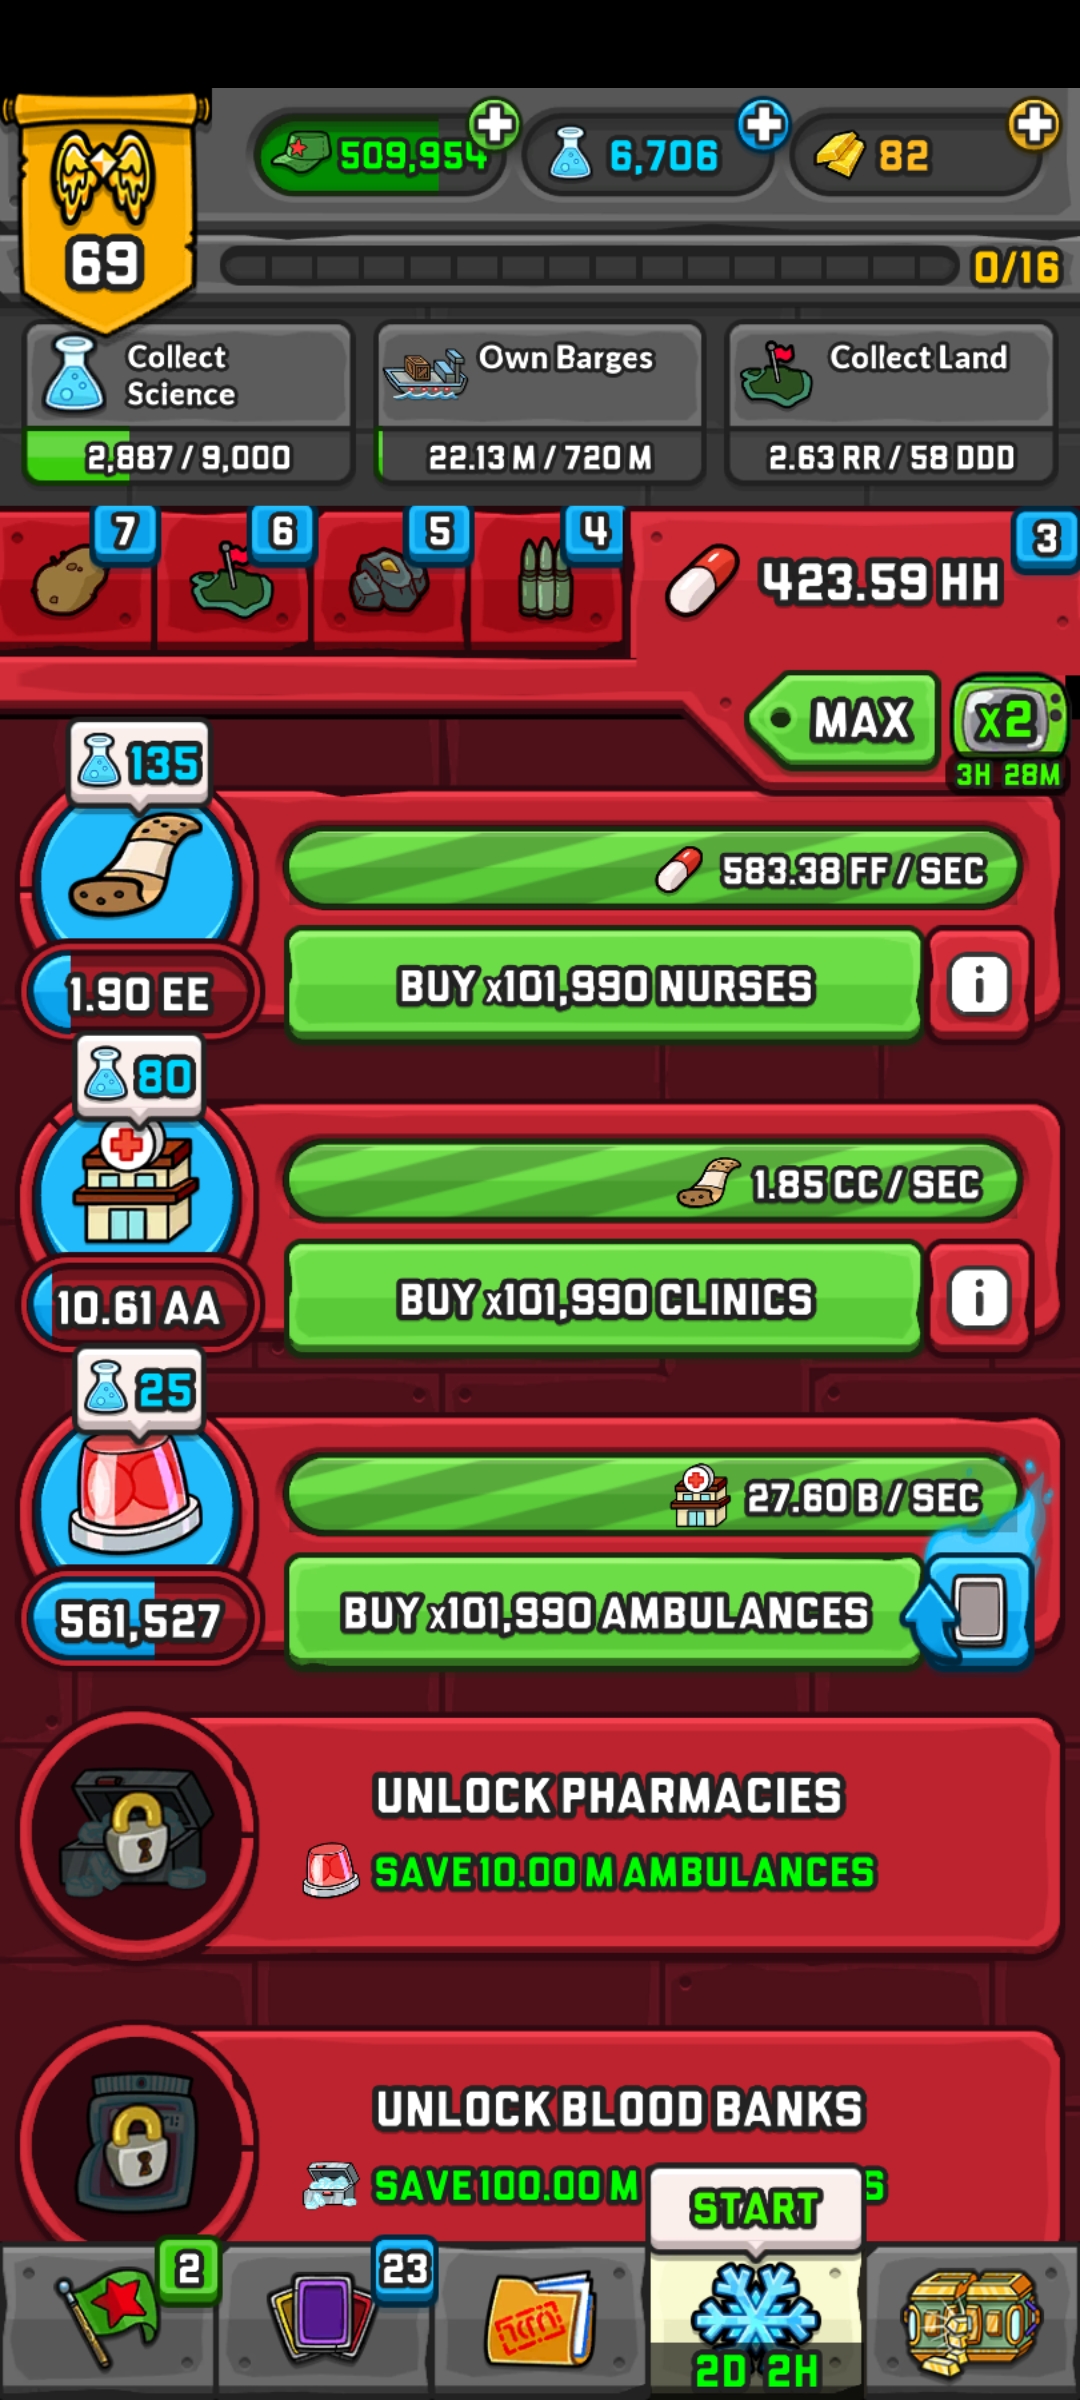 509,954
6,706
82
69
0/16
Collect
Science
Own Barges
Collect Land
2,887 / 9,000
22.13 M / 720 M
2.63 RR / 58 DDD
7
6
5
4
3
423.59 HH
MAX
x2
3H 28M
135
583.38 FF / SEC
1.90 EE
BUY x101,990 NURSES
i
80
1.85 CC / SEC
10.61 AA
BUY x101,990 CLINICS
i
25
27.60 B / SEC
561,527
BUY x101,990 AMBULANCES
UNLOCK PHARMACIES
SAVE 10.00 M AMBULANCES
UNLOCK BLOOD BANKS
SAVE 100.00 M
S
START
2
23
2D 2H